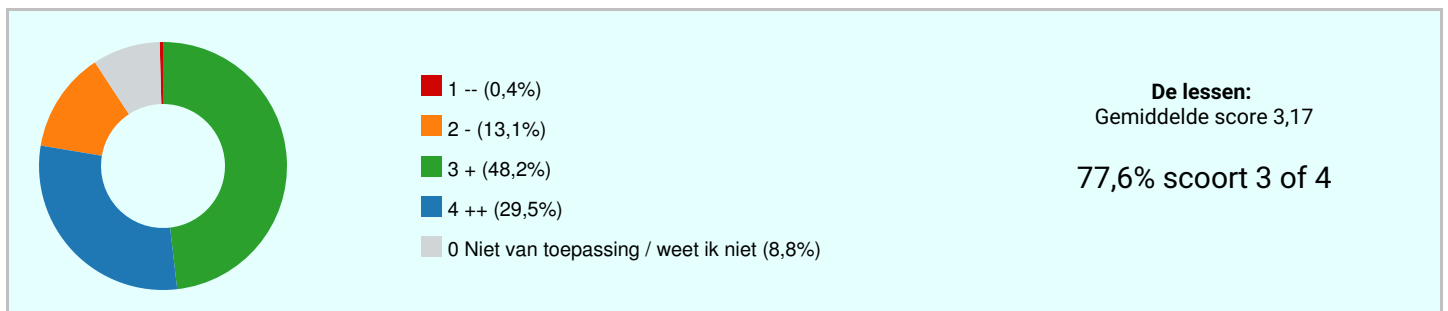 1 -- (0,4%)
2 - (13,1%)
3 + (48,2%)
4 ++ (29,5%)
0 Niet van toepassing / weet ik niet (8,8%)
De lessen:
Gemiddelde score 3,17
77,6% scoort 3 of 4